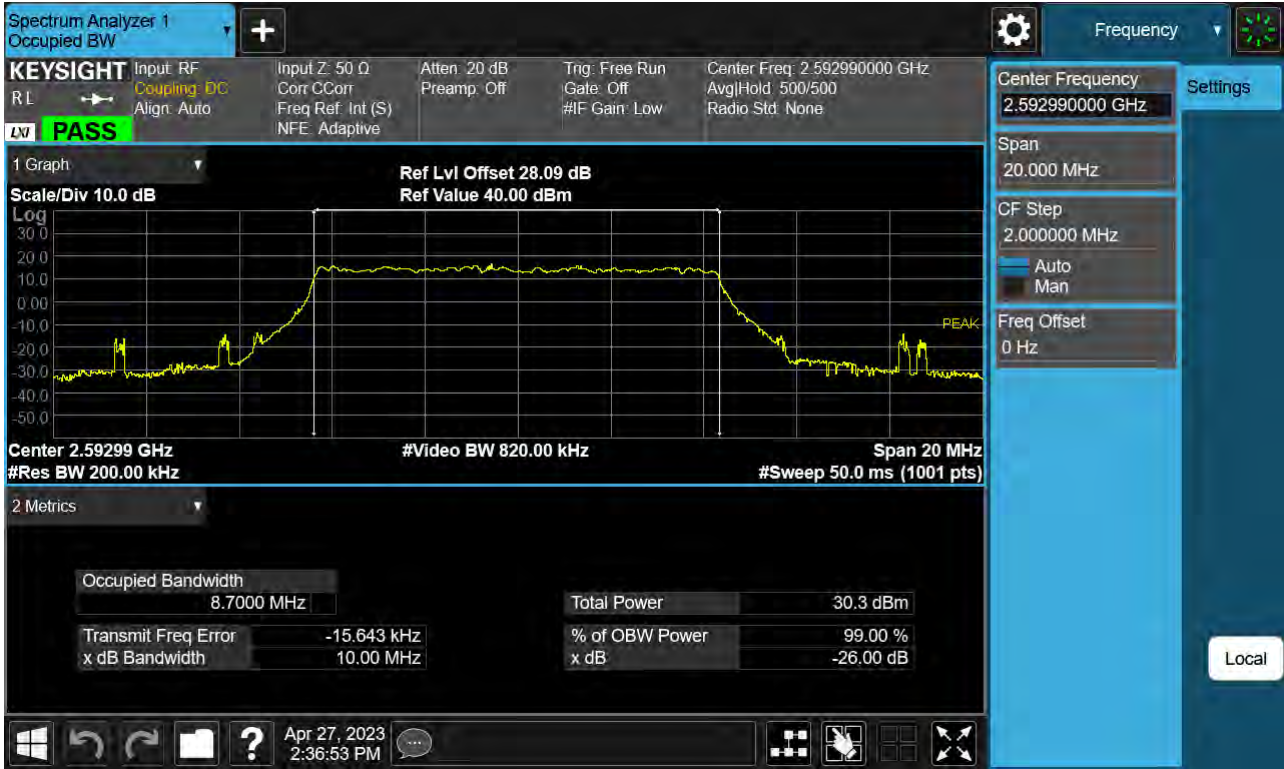 Spectrum Analyzer 1
Occupied BW
+
Frequency
KEYSIGHT
R L
LXI
PASS
Input: RF
Coupling: DC
Align: Auto
Input Z: 50 Ω
Corr CCorr
Freq Ref: Int (S)
NFE: Adaptive
Atten: 20 dB
Preamp: Off
Trig: Free Run
Gate: Off
#IF Gain: Low
Center Freq: 2.592990000 GHz
Avg|Hold: 500/500
Radio Std: None
1 Graph
Scale/Div 10.0 dB
Ref Lvl Offset 28.09 dB
Ref Value 40.00 dBm
Log
30.0
20.0
10.0
0.00
-10.0
-20.0
-30.0
-40.0
-50.0
PEAK
Center 2.59299 GHz
#Video BW 820.00 kHz
Span 20 MHz
#Res BW 200.00 kHz
#Sweep 50.0 ms (1001 pts)
2 Metrics
Occupied Bandwidth
8.7000 MHz
Total Power 30.3 dBm
Transmit Freq Error -15.643 kHz
% of OBW Power 99.00 %
x dB Bandwidth 10.00 MHz
x dB -26.00 dB
Center Frequency
2.592990000 GHz
Settings
Span
20.000 MHz
CF Step
2.000000 MHz
Auto
Man
Freq Offset
0 Hz
Local
?
Apr 27, 2023
2:36:53 PM